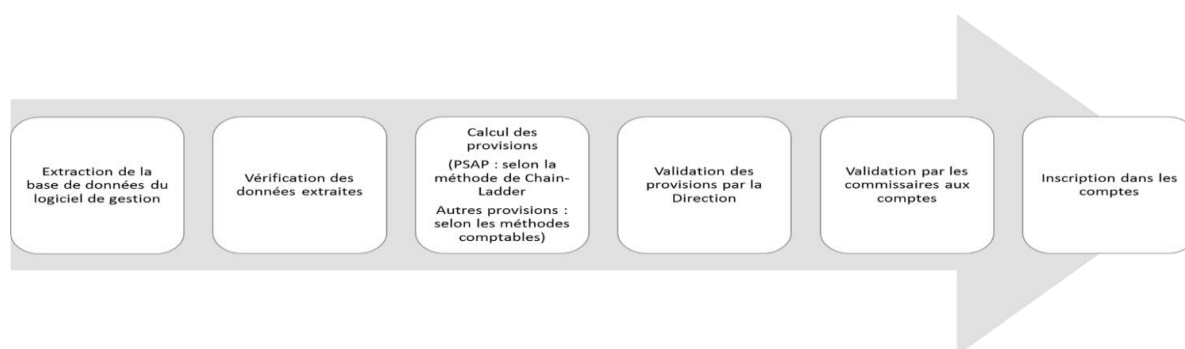 Extraction de la
base de données du
logiciel de gestion
Vérification des
données extraites
Calcul des
provisions
(PSAP : selon la
méthode de Chain-
Ladder
Autres provisions :
selon les méthodes
comptables)
Validation des
provisions par la
Direction
Validation par les
commissaires aux
comptes
Inscription dans les
comptes